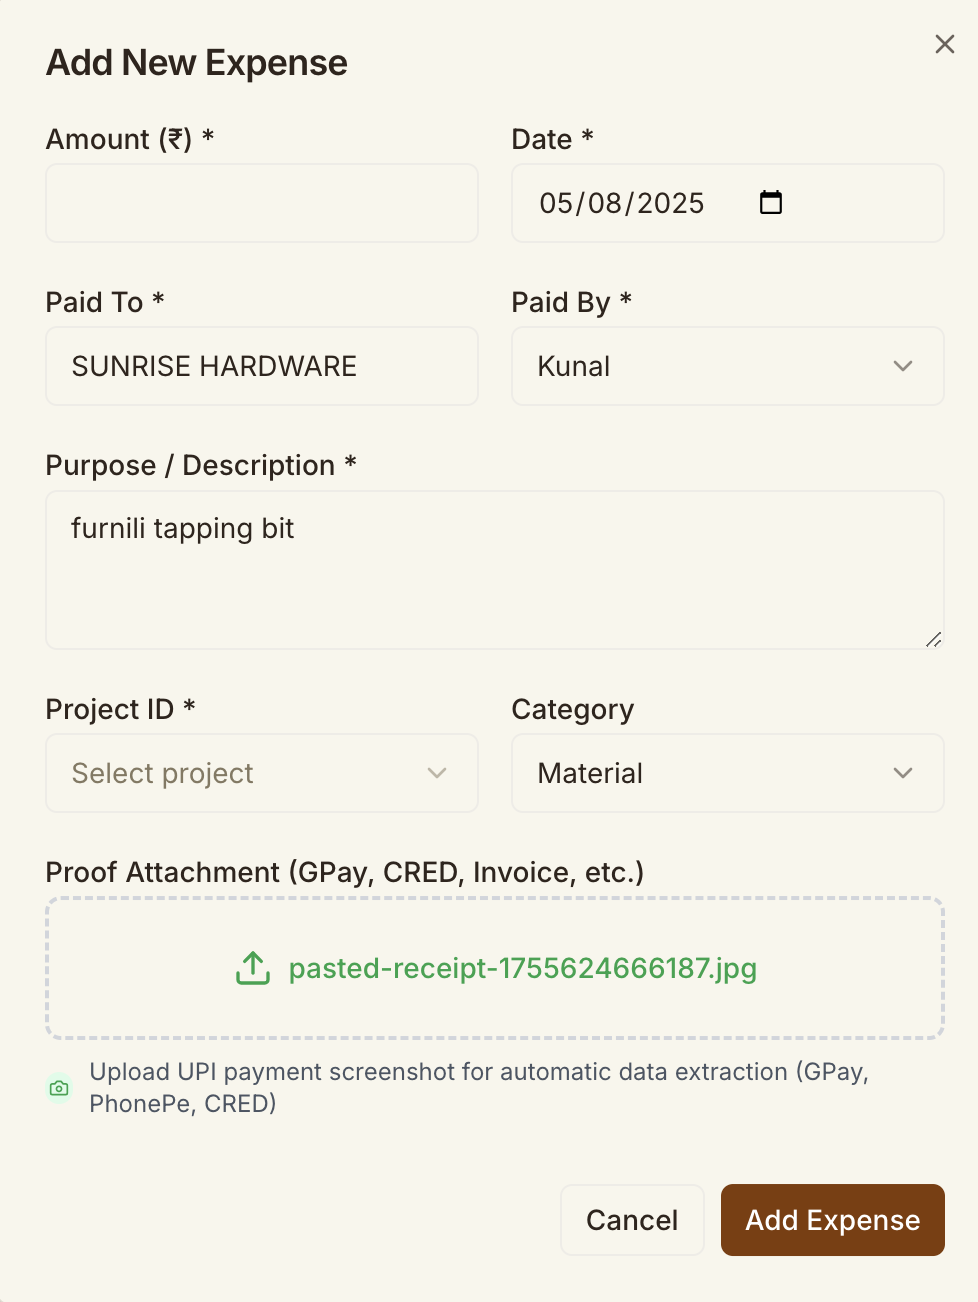 Add New Expense
Amount (₹) *
Date *
05/08/2025
Paid To *
Paid By *
SUNRISE HARDWARE
Kunal
Purpose / Description *
furnili tapping bit
Project ID *
Category
Select project
Material
Proof Attachment (GPay, CRED, Invoice, etc.)
pasted-receipt-1755624666187.jpg
Upload UPI payment screenshot for automatic data extraction (GPay,
PhonePe, CRED)
Cancel
Add Expense